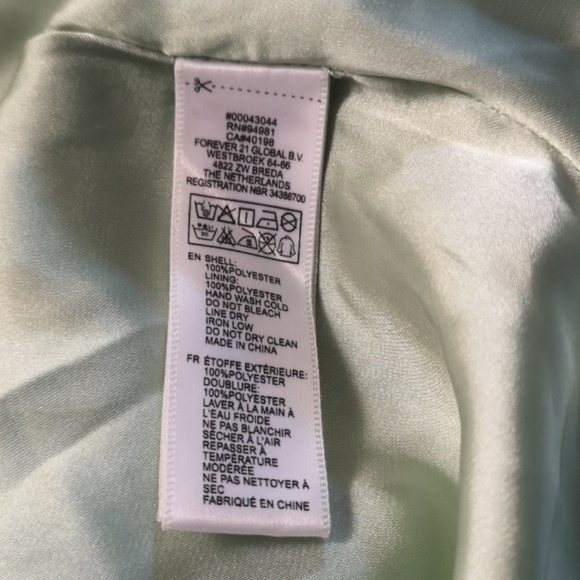 #00043044
RN#94981
CA#40198
FOREVER 21 GLOBAL B.V.
WESTBROEK 64-66
4822 ZW BREDA
THE NETHERLANDS
REGISTRATION NBR 34386700
EN SHELL:
100%POLYESTER
LINING:
100%POLYESTER
HAND WASH COLD
DO NOT BLEACH
LINE DRY
IRON LOW
DO NOT DRY CLEAN
MADE IN CHINA
FR ÉTOFFE EXTÉRIEURE:
100%POLYESTER
DOUBLURE:
100%POLYESTER
LAVER À LA MAIN À
L'EAU FROIDE
NE PAS BLANCHIR
SÉCHER À L'AIR
REPASSER À
TEMPÉRATURE
MODÉRÉE
NE PAS NETTOYER À
SEC
FABRIQUÉ EN CHINE